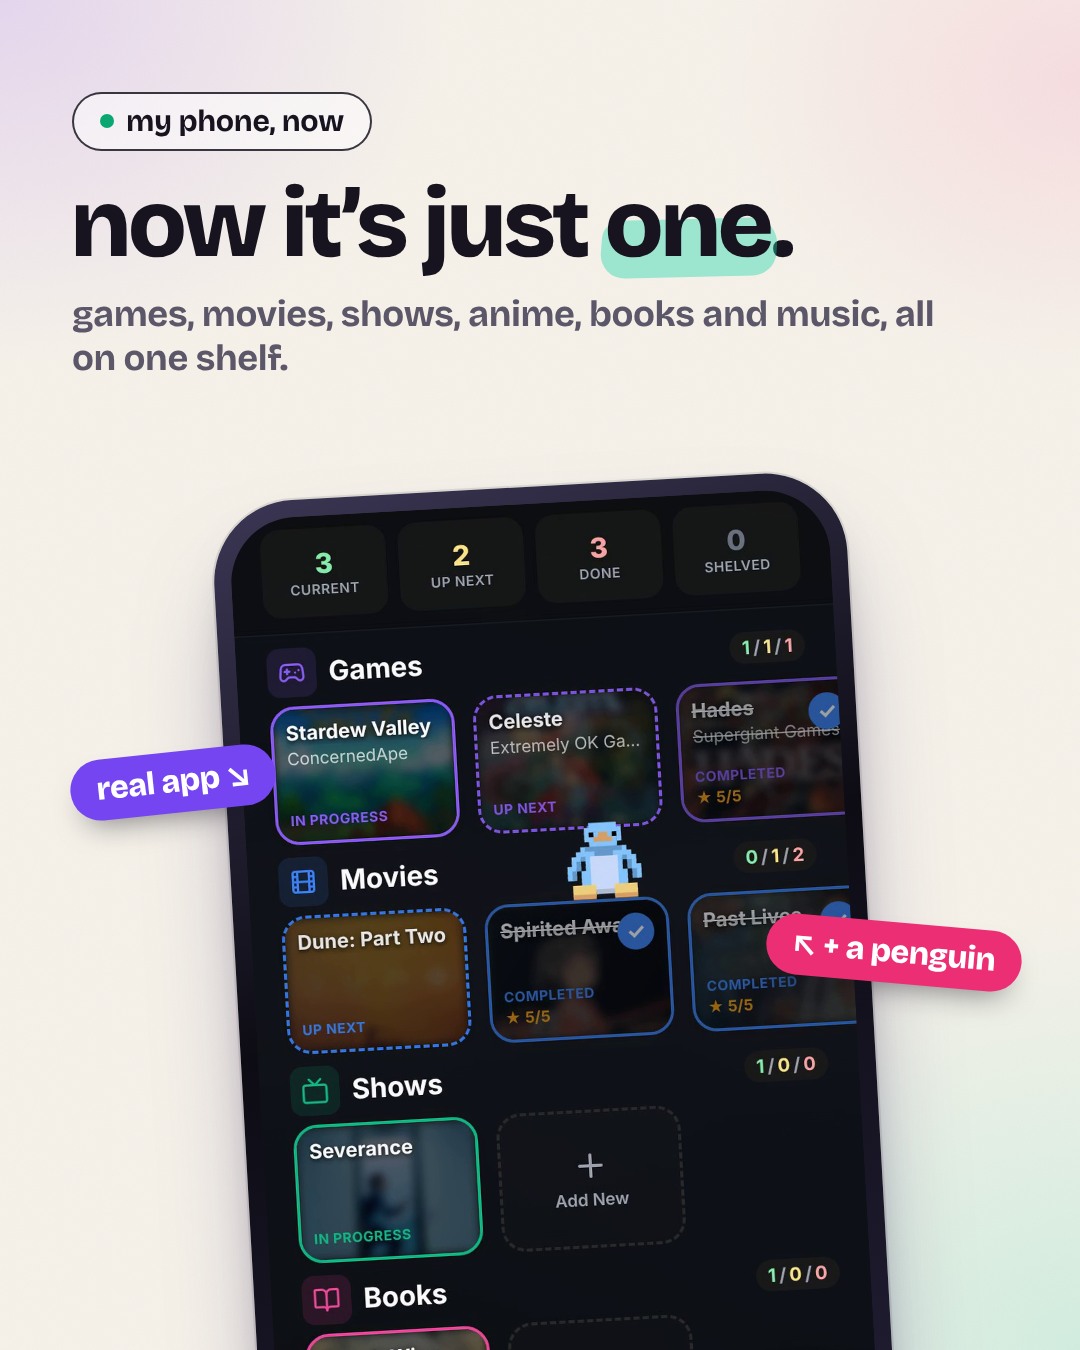 my phone, now
now it's just one.
games, movies, shows, anime, books and music, all
on one shelf.
3
CURRENT
2
UP NEXT
3
DONE
0
SHELVED
Games
1/1/1
Stardew Valley
ConcernedApe
IN PROGRESS
Celeste
Extremely OK Ga...
UP NEXT
Hades
Supergiant Games
COMPLETED
★ 5/5
real app ↘
Movies
0/1/2
Dune: Part Two
UP NEXT
Spirited Awa
COMPLETED
★ 5/5
Past Lives
COMPLETED
★ 5/5
↖ + a penguin
Shows
1/0/0
Severance
IN PROGRESS
Add New
Books
1/0/0